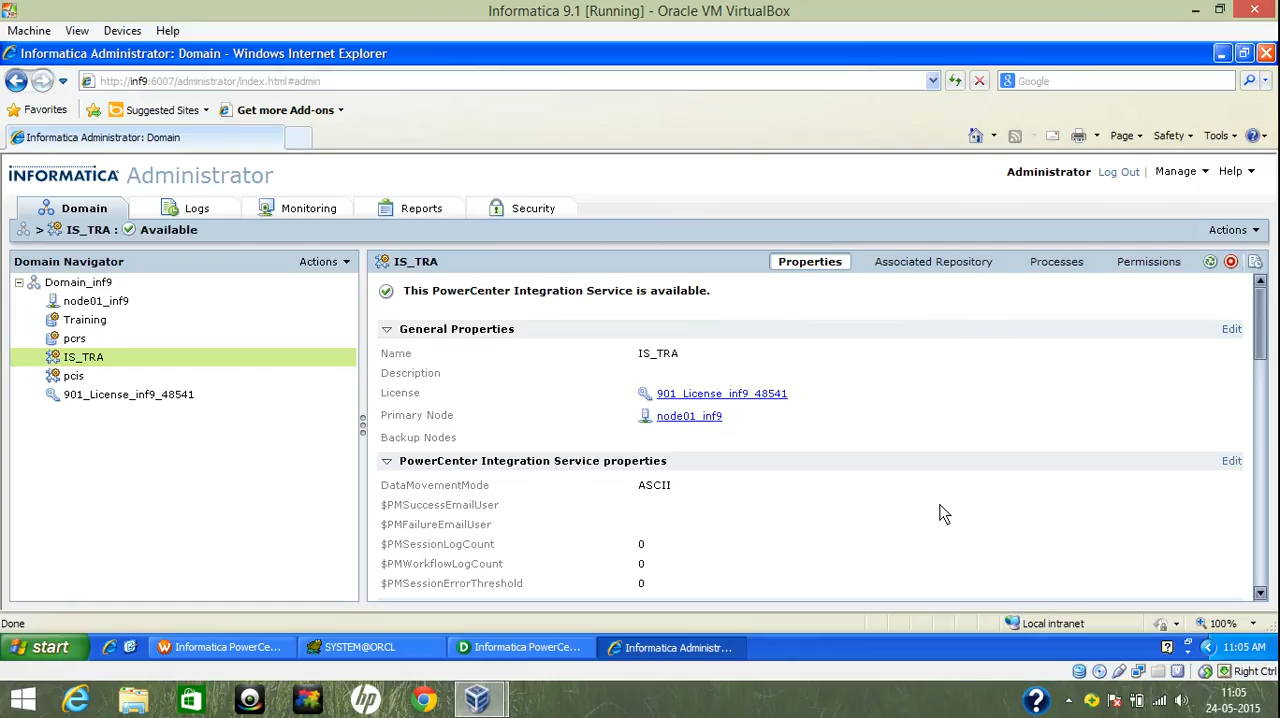 Informatica 9.1 [Running] - Oracle VM VirtualBox
Machine View Devices Help
Informatica Administrator: Domain - Windows Internet Explorer
http://inf9:6007/administrator/index.html#admin
Google
Favorites Suggested Sites Get more Add-ons
Informatica Administrator: Domain
Page Safety Tools
INFORMATICA Administrator
Administrator Log Out Manage Help
Domain Logs Monitoring Reports Security
> IS_TRA : Available
Actions
Domain Navigator
Actions
IS_TRA
Properties Associated Repository Processes Permissions
Domain_inf9
node01_inf9
Training
pcrs
IS_TRA
pcis
901_License_inf9_48541
This PowerCenter Integration Service is available.
General Properties Edit
Name IS_TRA
Description
License 901_License_inf9_48541
Primary Node node01_inf9
Backup Nodes
PowerCenter Integration Service properties Edit
DataMovementMode ASCII
$PMSuccessEmailUser
$PMFailureEmailUser
$PMSessionLogCount 0
$PMWorkflowLogCount 0
$PMSessionErrorThreshold 0
Done
Local intranet
100%
start
Informatica PowerCe...
SYSTEM@ORCL
Informatica PowerCe...
Informatica Administr...
11:05 AM
Right Ctrl
11:05
24-05-2015